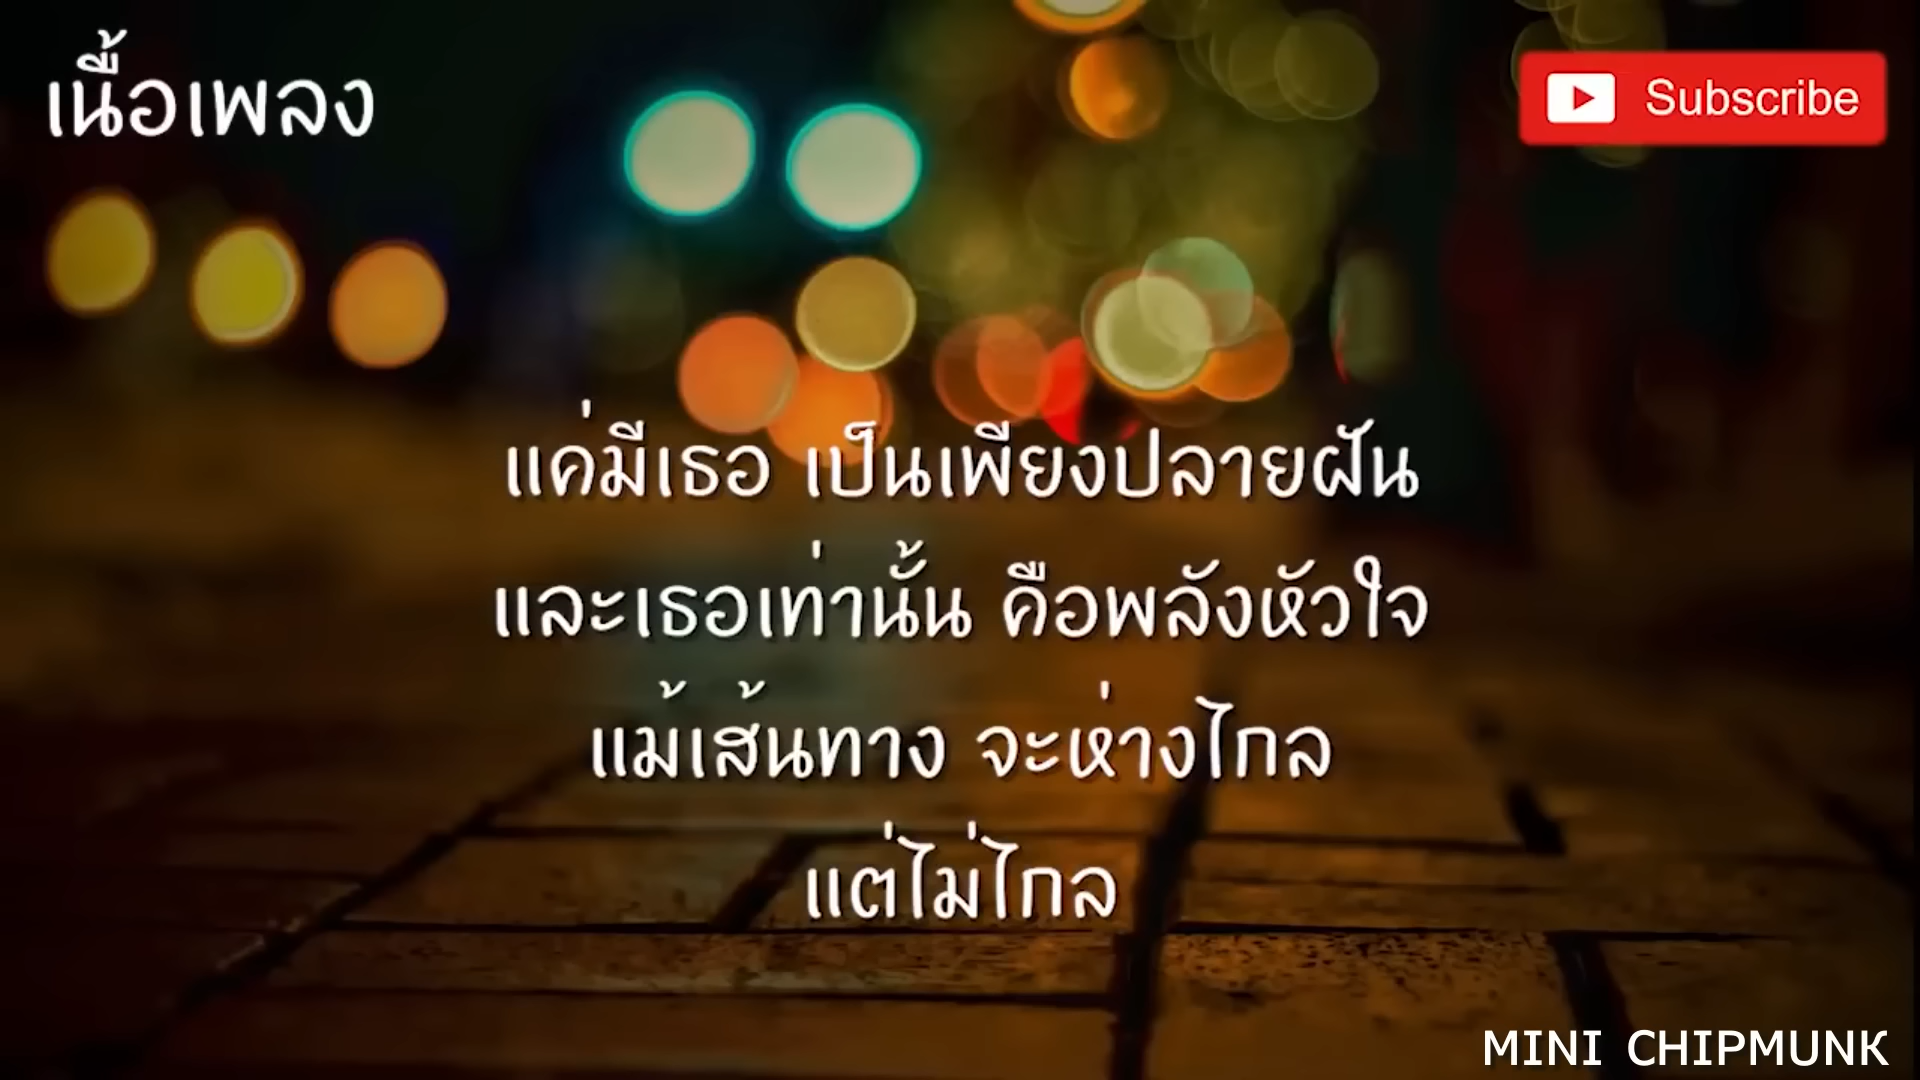 เนื้อเพลง
Subscribe
แค่มีเธอ เป็นเพียงปลายฝัน
และเธอเท่านั้น คือพลังหัวใจ
แม้เส้นทาง จะห่างไกล
แต่ไม่ไกล
MINI CHIPMUNK